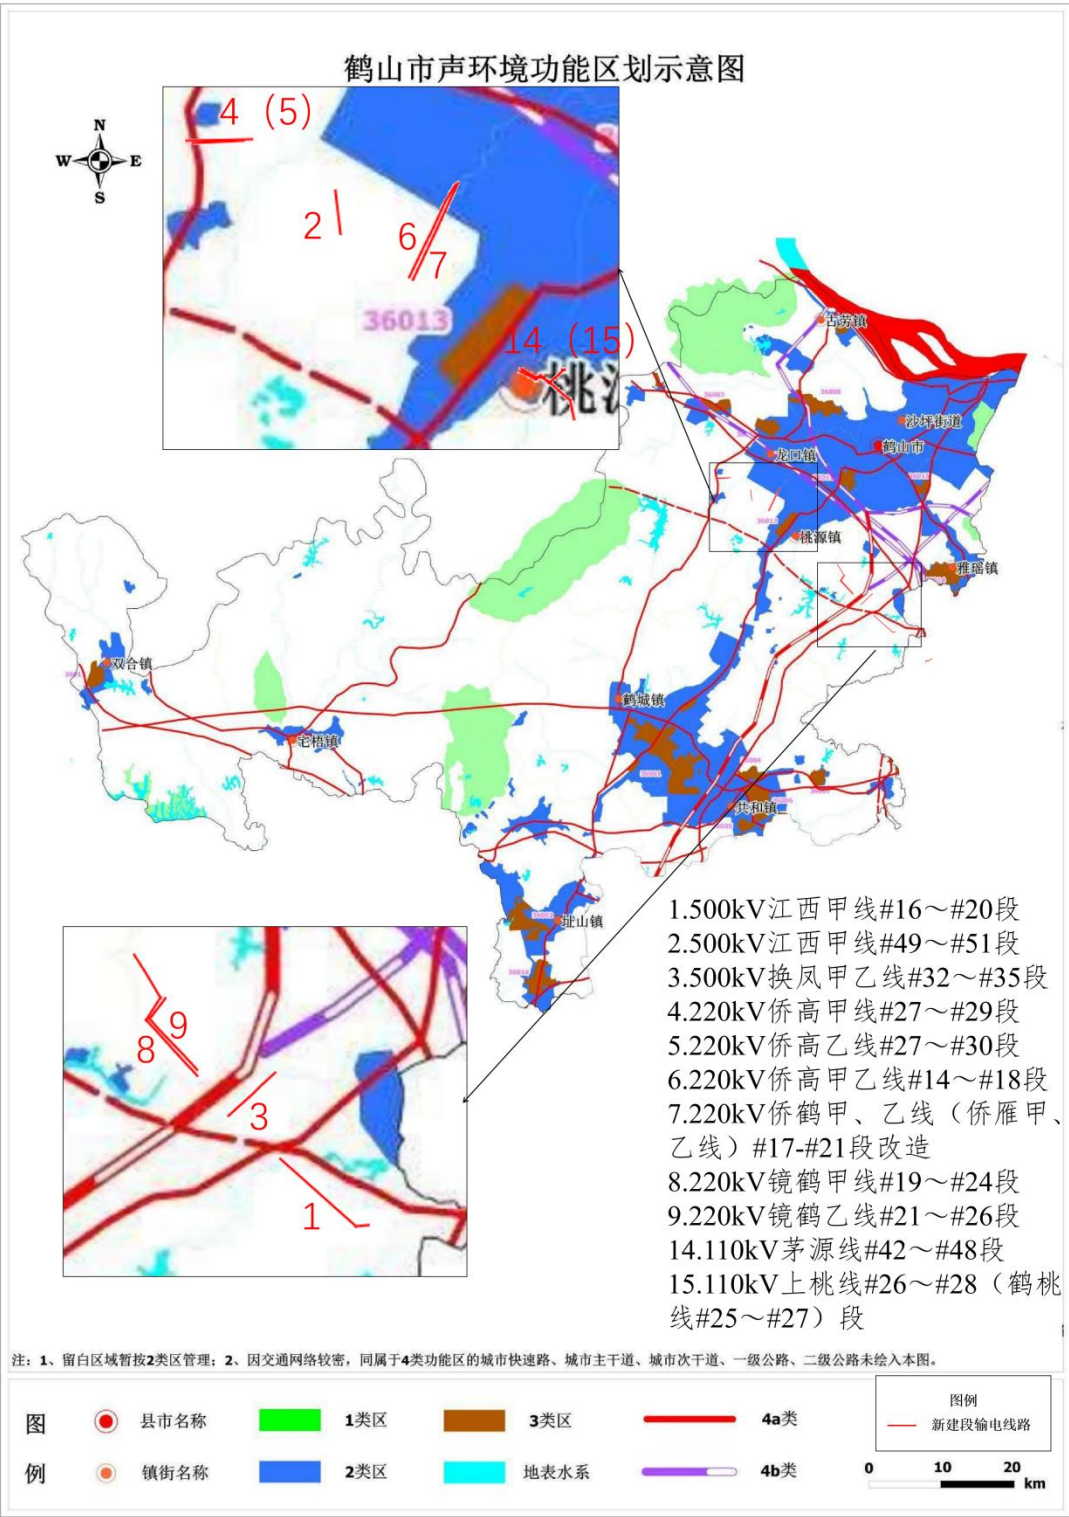 鹤山市声环境功能区划示意图
N
W E
S
4（5）
2
6
7
36013
14（15）
桃源
古劳镇
36003
36008
沙坪街道
鹤山市
龙口镇
36013
桃源镇
雅瑶镇
双合镇
宅梧镇
鹤城镇
36001
共和镇
36002
址山镇
9
8
3
1
1.500kV江西甲线#16～#20段
2.500kV江西甲线#49～#51段
3.500kV换凤甲乙线#32～#35段
4.220kV侨高甲线#27～#29段
5.220kV侨高乙线#27～#30段
6.220kV侨高甲乙线#14～#18段
7.220kV侨鹤甲、乙线（侨雁甲、
乙线）#17-#21段改造
8.220kV镜鹤甲线#19～#24段
9.220kV镜鹤乙线#21～#26段
14.110kV茅源线#42～#48段
15.110kV上桃线#26～#28（鹤桃
线#25～#27）段
注：1、留白区域暂按2类区管理；2、因交通网络较密，同属于4类功能区的城市快速路、城市主干道、城市次干道、一级公路、二级公路未绘入本图。
图 县市名称 1类区 3类区 4a类
例 镇街名称 2类区 地表水系 4b类
图例
新建段输电线路
0 10 20
km